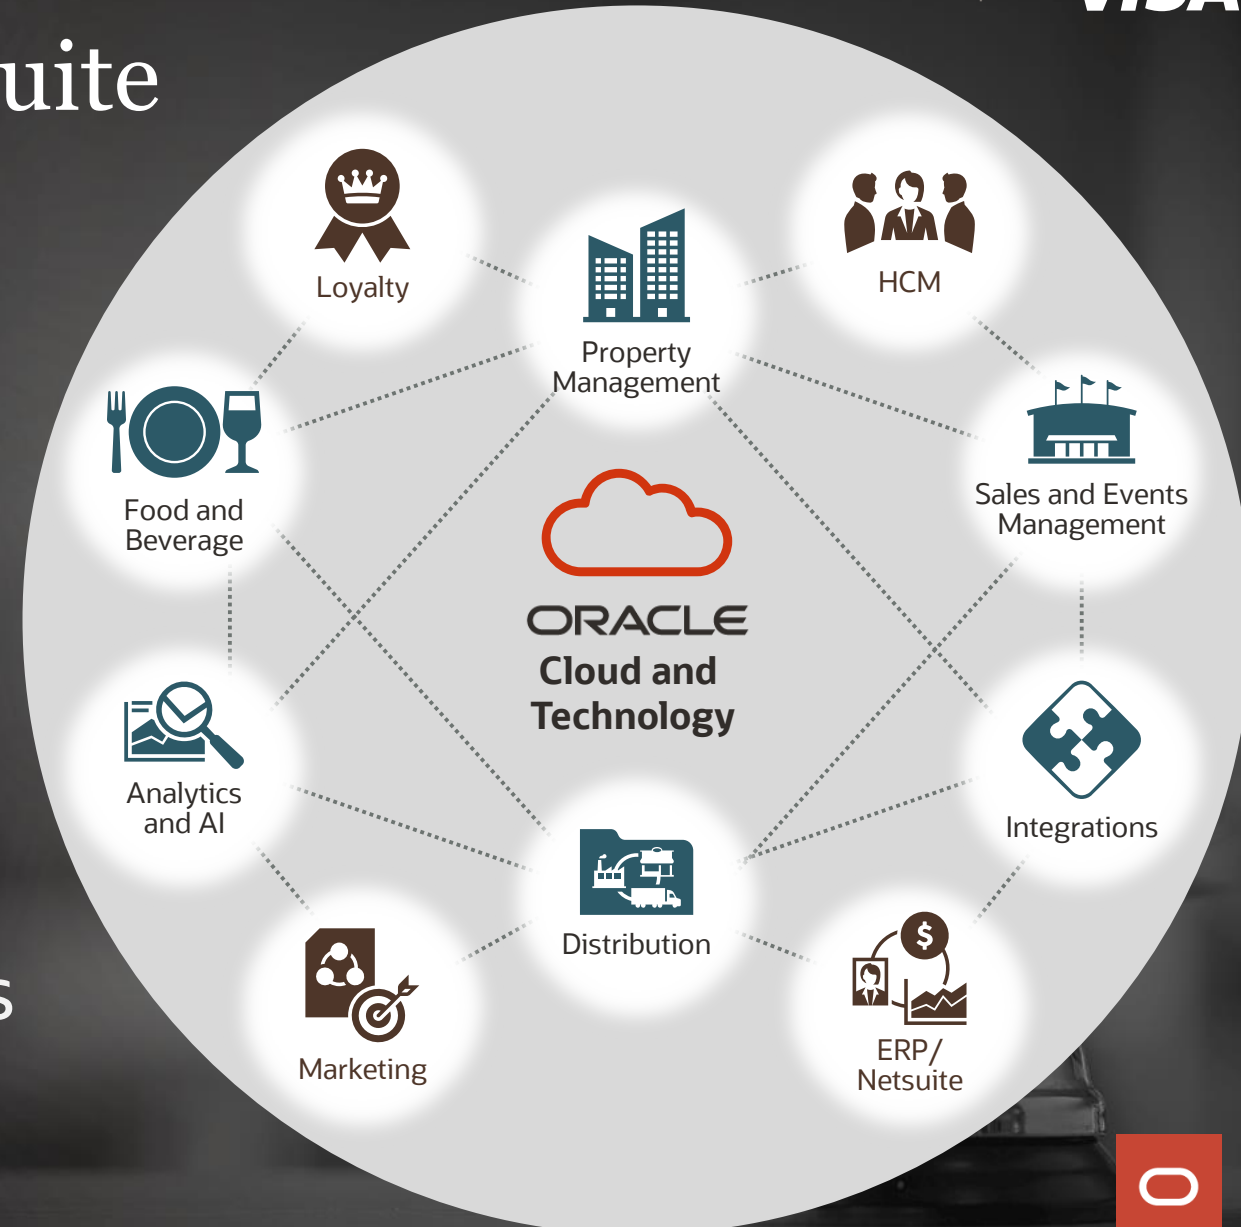 VISA
uite
Loyalty
HCM
Property
Management
Food and
Beverage
Sales and Events
Management
ORACLE
Cloud and
Technology
Analytics
and AI
Integrations
Distribution
s
Marketing
$
ERP/
Netsuite